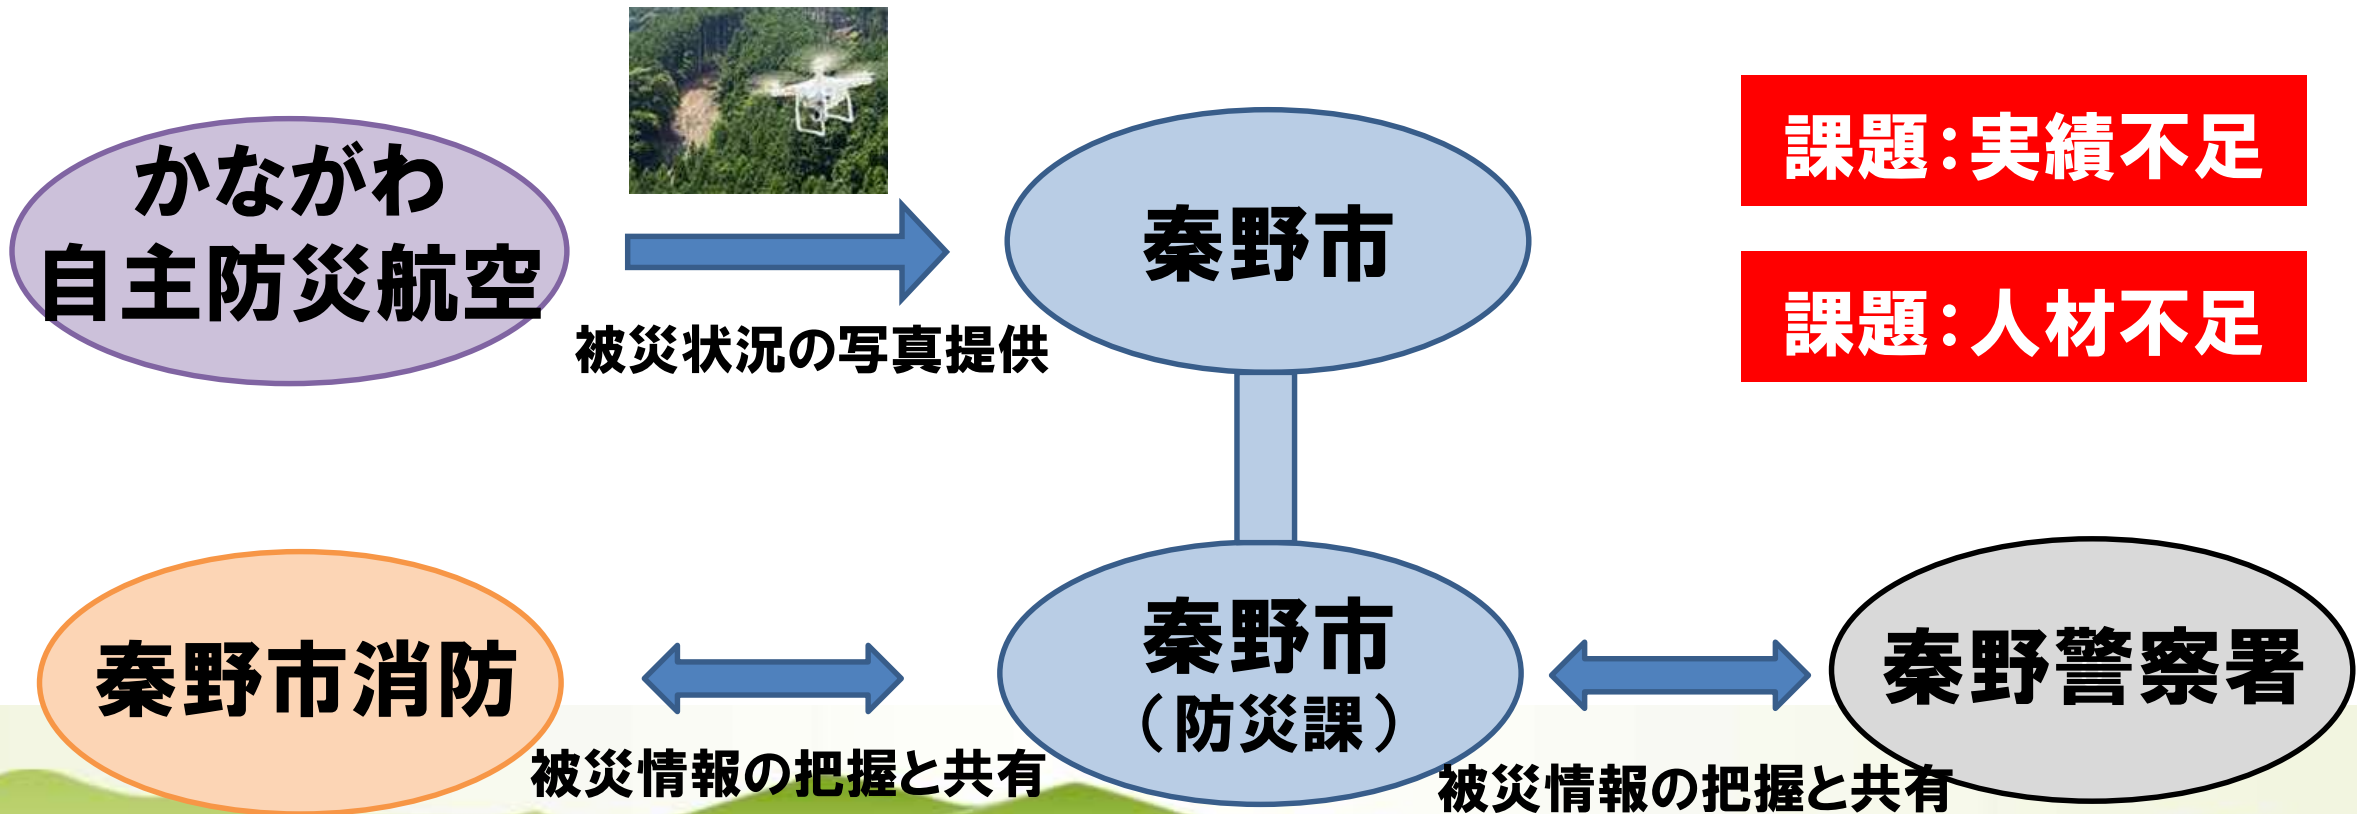 かながわ
自主防災航空
被災状況の写真提供
秦野市
課題：実績不足
課題：人材不足
秦野市消防
被災情報の把握と共有
秦野市
（防災課）
被災情報の把握と共有
秦野警察署